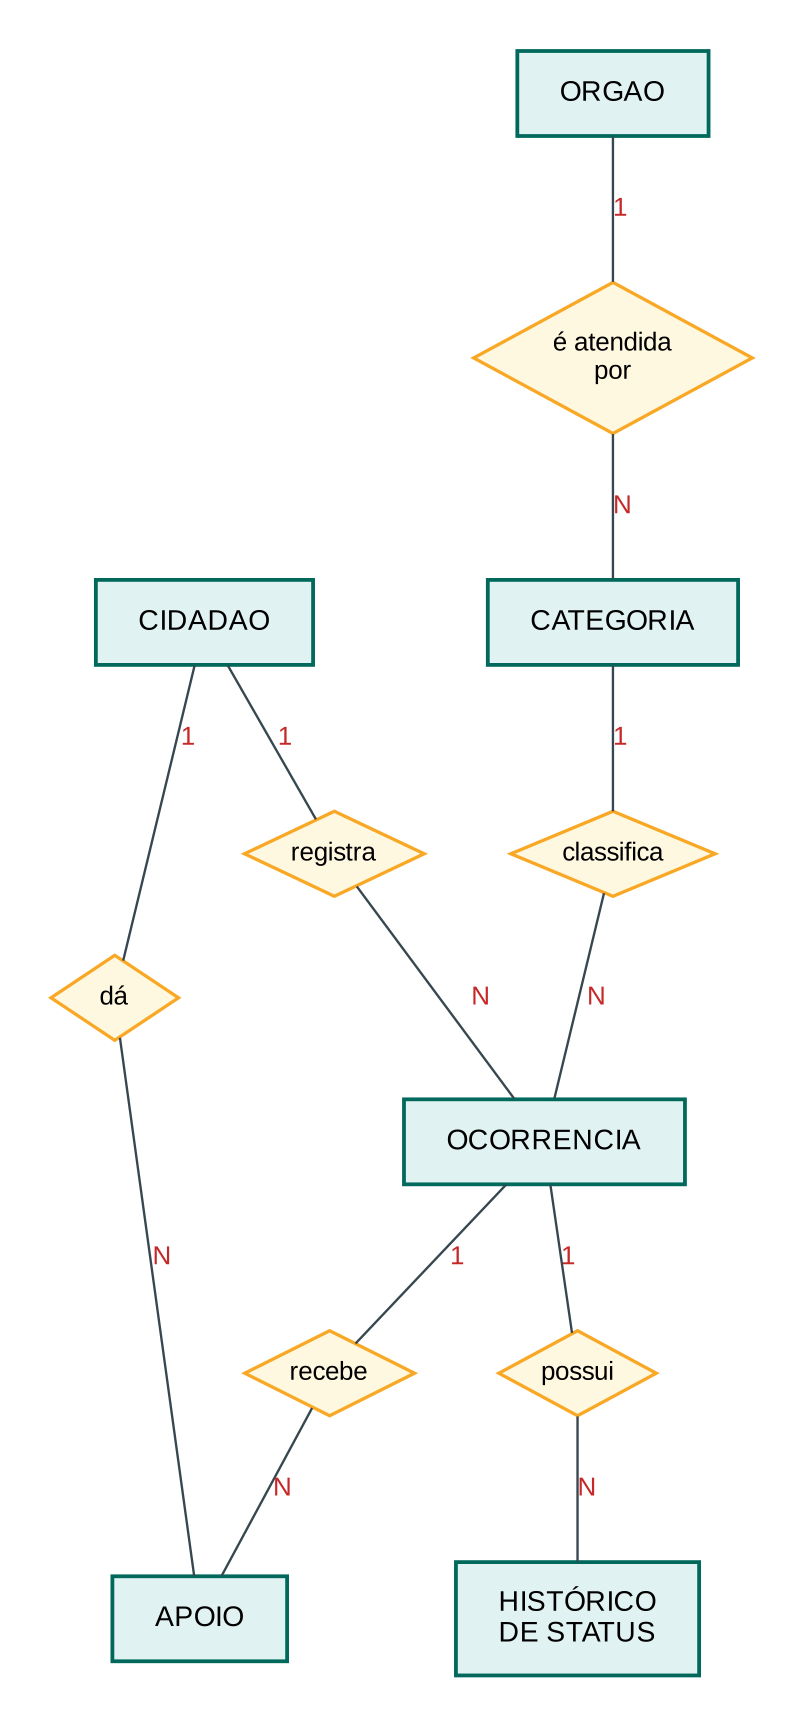 ORGAO
1
é atendida
por
N
CIDADAO
CATEGORIA
1
1
1
registra
classifica
dá
N
N
OCORRENCIA
N
1
1
recebe
possui
N
N
APOIO
HISTÓRICO
DE STATUS